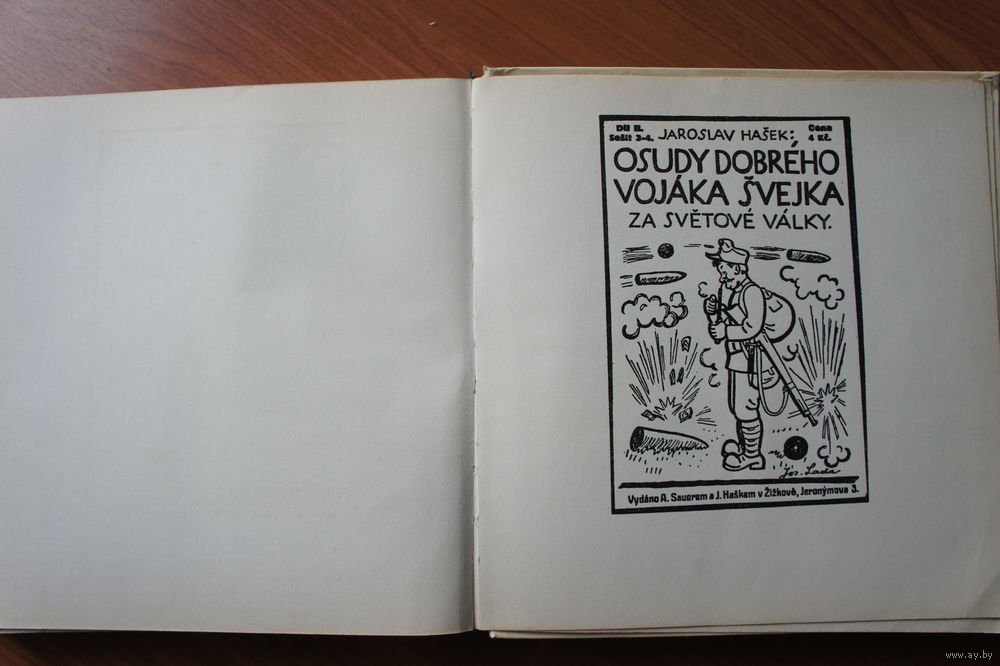 Díl II. JAROSLAV HAŠEK: Cena
Sešit 3-4. 4 Kč.
OSUDY DOBRÉHO
VOJÁKA ŠVEJKA
ZA SVĚTOVÉ VÁLKY.
Jos. Lada
Vydáno A. Sauerem a J. Haškem v Žižkově, Jeronýmova 3.
www.ay.by